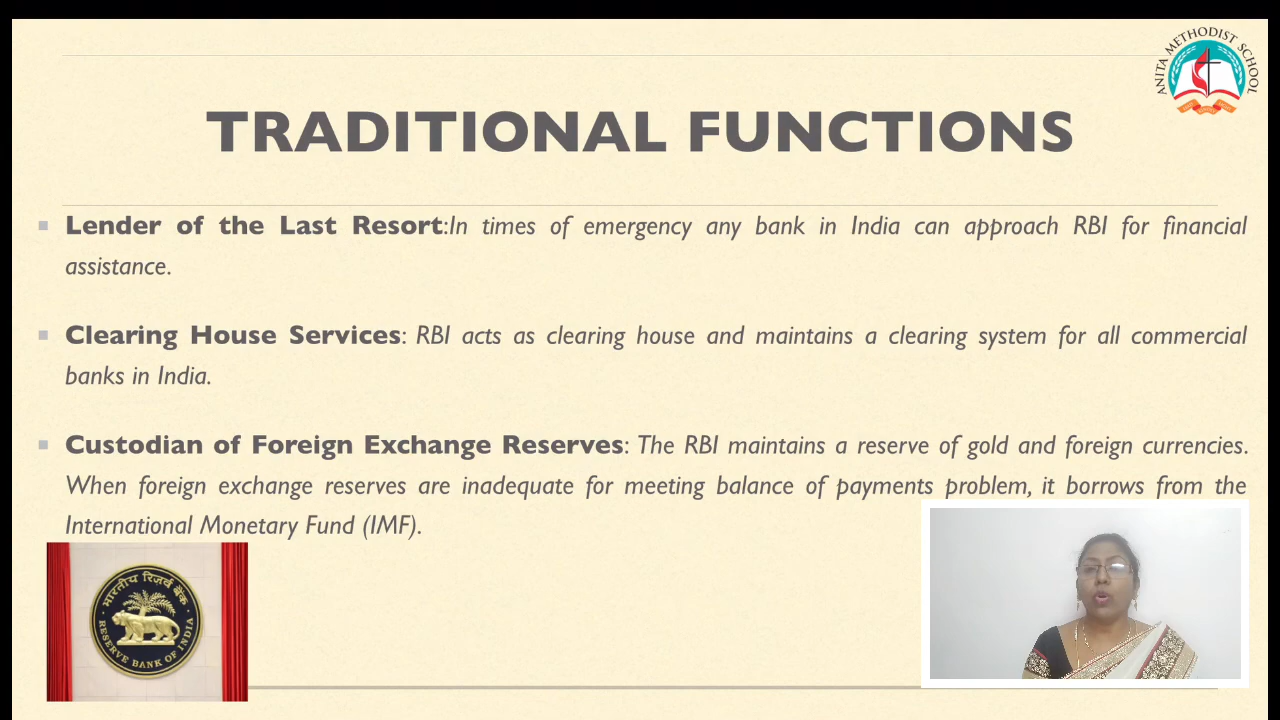 ANITA METHODIST SCHOOL
TRADITIONAL FUNCTIONS
Lender of the Last Resort:In times of emergency any bank in India can approach RBI for financial
assistance.
Clearing House Services: RBI acts as clearing house and maintains a clearing system for all commercial
banks in India.
Custodian of Foreign Exchange Reserves: The RBI maintains a reserve of gold and foreign currencies.
When foreign exchange reserves are inadequate for meeting balance of payments problem, it borrows from the
International Monetary Fund (IMF).
भारतीय रिज़र्व बैंक
RESERVE BANK OF INDIA